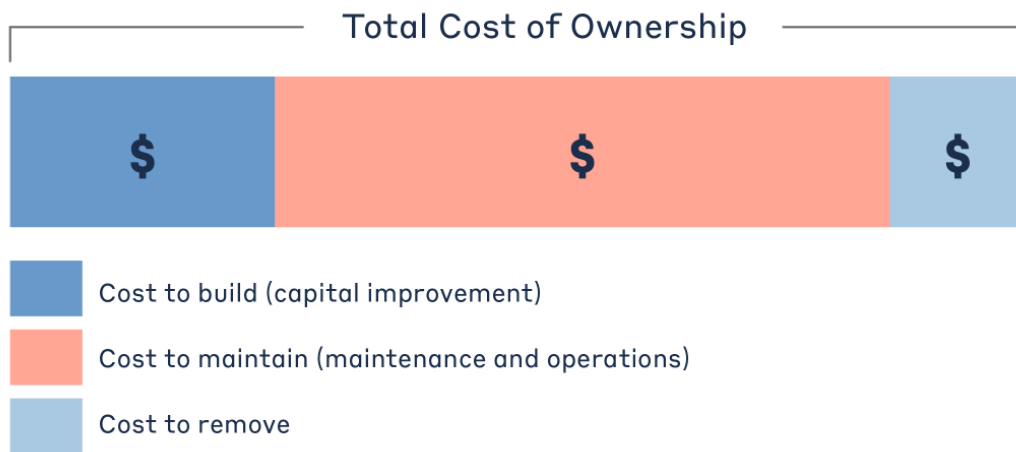 Total Cost of Ownership
$ $ $
Cost to build (capital improvement)
Cost to maintain (maintenance and operations)
Cost to remove